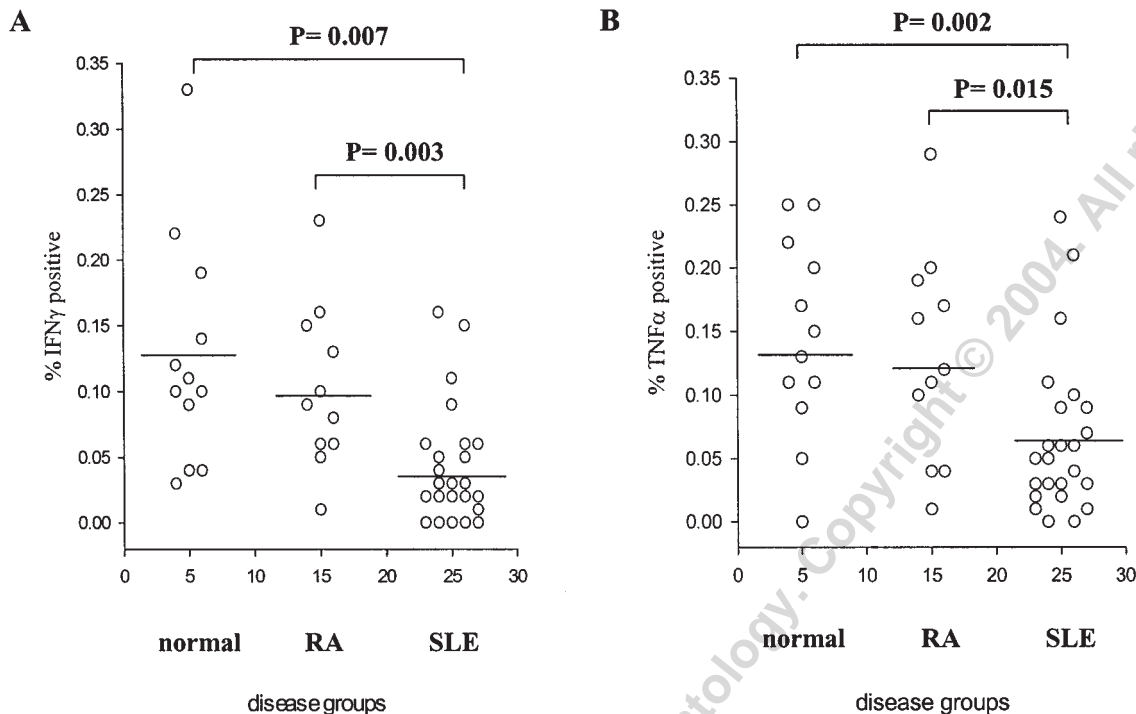 A
P= 0.007
P= 0.003
% IFNγ positive
0.35
0.30
0.25
0.20
0.15
0.10
0.05
0.00
0 5 10 15 20 25 30
normal RA SLE
disease groups
B
P= 0.002
P= 0.015
% TNFα positive
0.35
0.30
0.25
0.20
0.15
0.10
0.05
0.00
0 5 10 15 20 25 30
normal RA SLE
disease groups
tology. Copyright © 2004. All ri